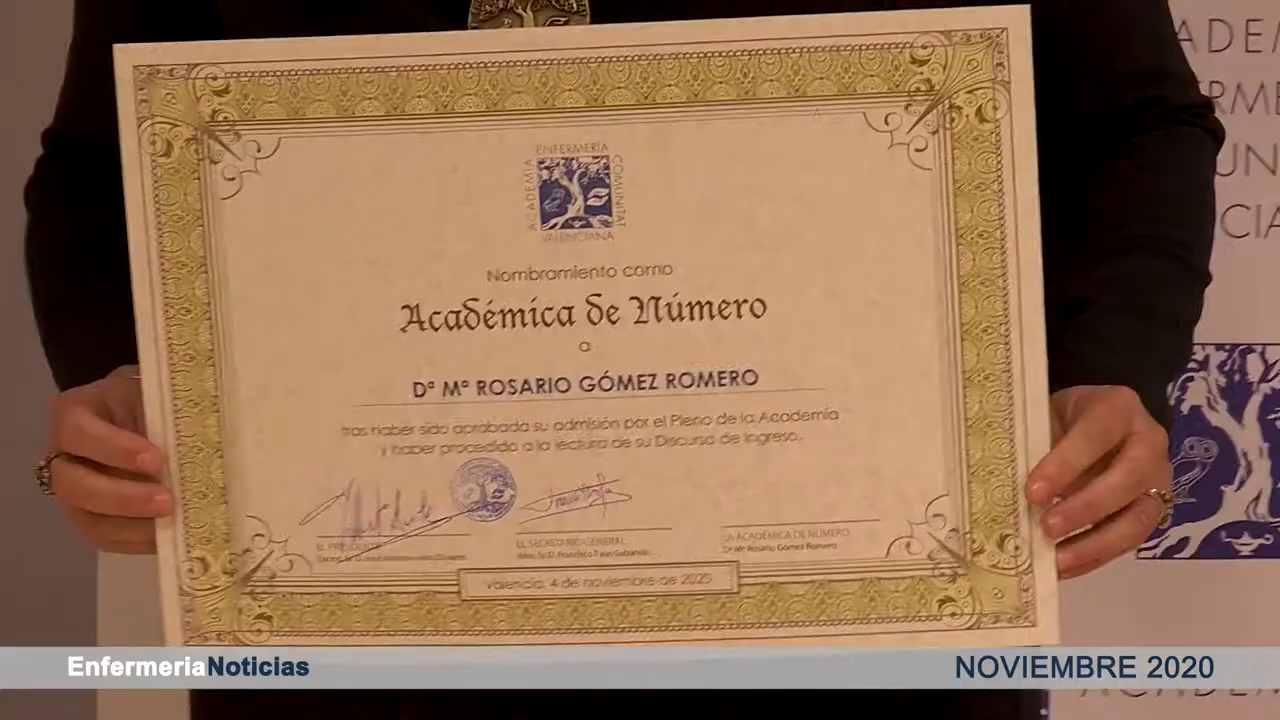 ENFERMERÍA
ACADEMIA
COMUNITAT
VALENCIANA
Nombramiento como
Académica de Número
a
Dª Mª ROSARIO GÓMEZ ROMERO
tras haber sido aprobada su admisión por el Pleno de la Academia
y haber procedido a la lectura de su Discurso de Ingreso.
EL PRESIDENTE
EL SECRETARIO GENERAL
LA ACADÉMICA DE NÚMERO
Dª Mª Rosario Gómez Romero
Valencia, 4 de noviembre de 2020
EnfermeriaNoticias
NOVIEMBRE 2020